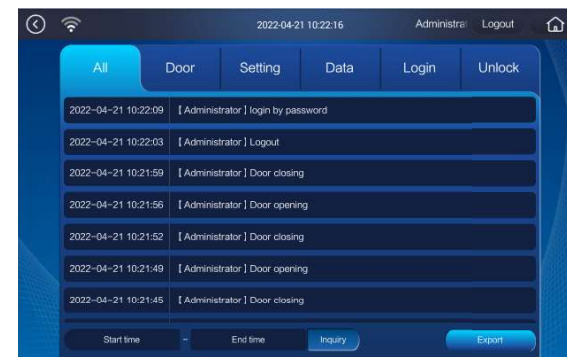 2022-04-21 10:22:16 Administra Logout
All Door Setting Data Login Unlock
2022-04-21 10:22:09 【Administrator】login by password
2022-04-21 10:22:03 【Administrator】Logout
2022-04-21 10:21:59 【Administrator】Door closing
2022-04-21 10:21:56 【Administrator】Door opening
2022-04-21 10:21:52 【Administrator】Door closing
2022-04-21 10:21:49 【Administrator】Door opening
2022-04-21 10:21:45 【Administrator】Door closing
Start time - End time Inquiry Export